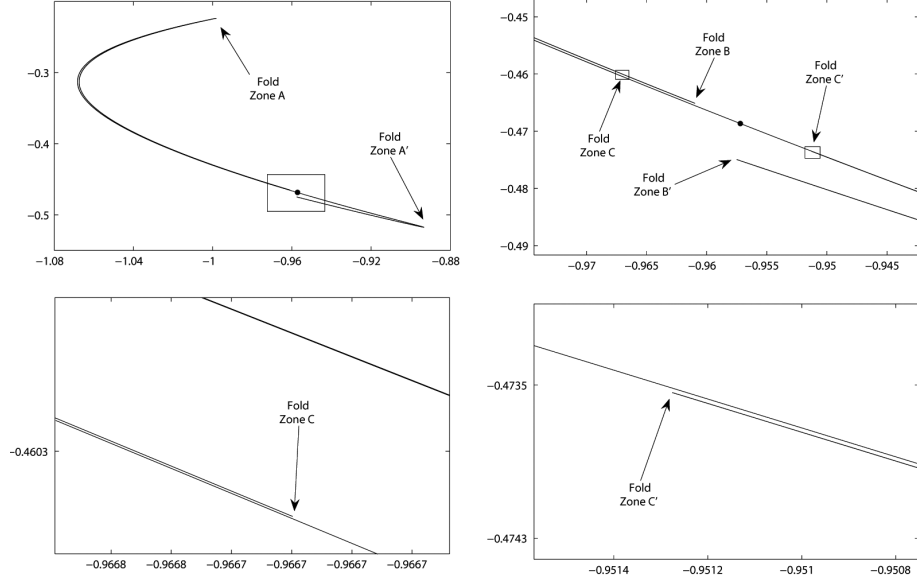 −0.3
−0.4
−0.5
−1.08
−1.04
−1
−0.96
−0.92
−0.88
Fold
Zone A
Fold
Zone A′
−0.45
−0.46
−0.47
−0.48
−0.49
−0.97
−0.965
−0.96
−0.955
−0.95
−0.945
Fold
Zone B
Fold
Zone C′
Fold
Zone C
Fold
Zone B′
−0.4603
−0.9668
−0.9668
−0.9667
−0.9667
−0.9667
−0.9667
Fold
Zone C
−0.4735
−0.4743
−0.9514
−0.9512
−0.951
−0.9508
Fold
Zone C′